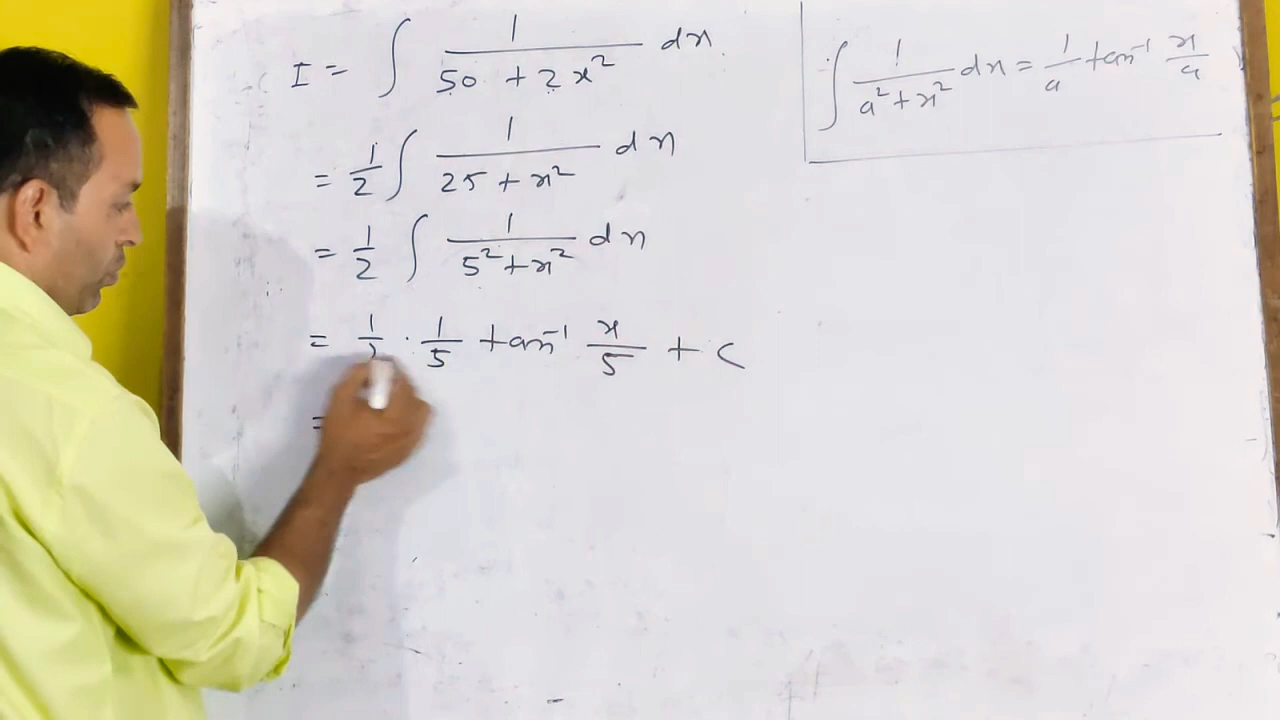 I = ∫ 1/(50 + 2x²) dx
= 1/2 ∫ 1/(25 + x²) dx
= 1/2 ∫ 1/(5² + x²) dx
= 1/2 · 1/5 tan⁻¹ x/5 + c
=
∫ 1/(a² + x²) dx = 1/a tan⁻¹ x/a